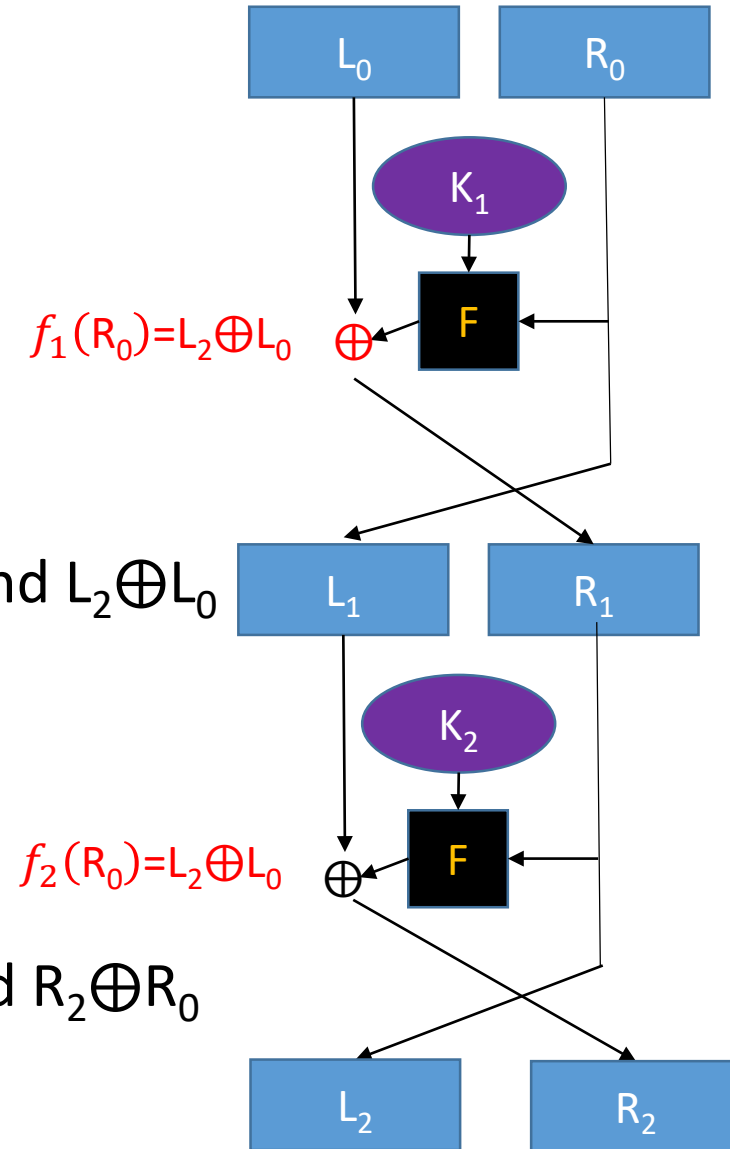 L₀ R₀
K₁
f₁(R₀)=L₂⊕L₀ F
nd L₂⊕L₀ L₁ R₁
K₂
f₂(R₀)=L₂⊕L₀ F
d R₂⊕R₀
L₂ R₂